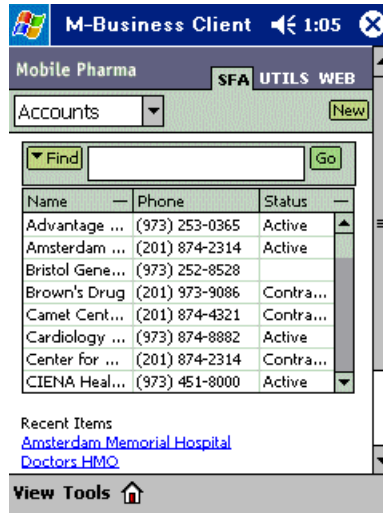 M-Business Client 1:05
Mobile Pharma
SFA UTILS WEB
Accounts New
Find Go
Name Phone Status
Advantage ... (973) 253-0365 Active
Amsterdam ... (201) 874-2314 Active
Bristol Gene... (973) 252-8528
Brown's Drug (201) 973-9086 Contra...
Camet Cent... (201) 874-4321 Contra...
Cardiology ... (973) 874-8882 Active
Center for ... (201) 874-2314 Contra...
CIENA Heal... (973) 451-8000 Active
Recent Items
Amsterdam Memorial Hospital
Doctors HMO
View Tools